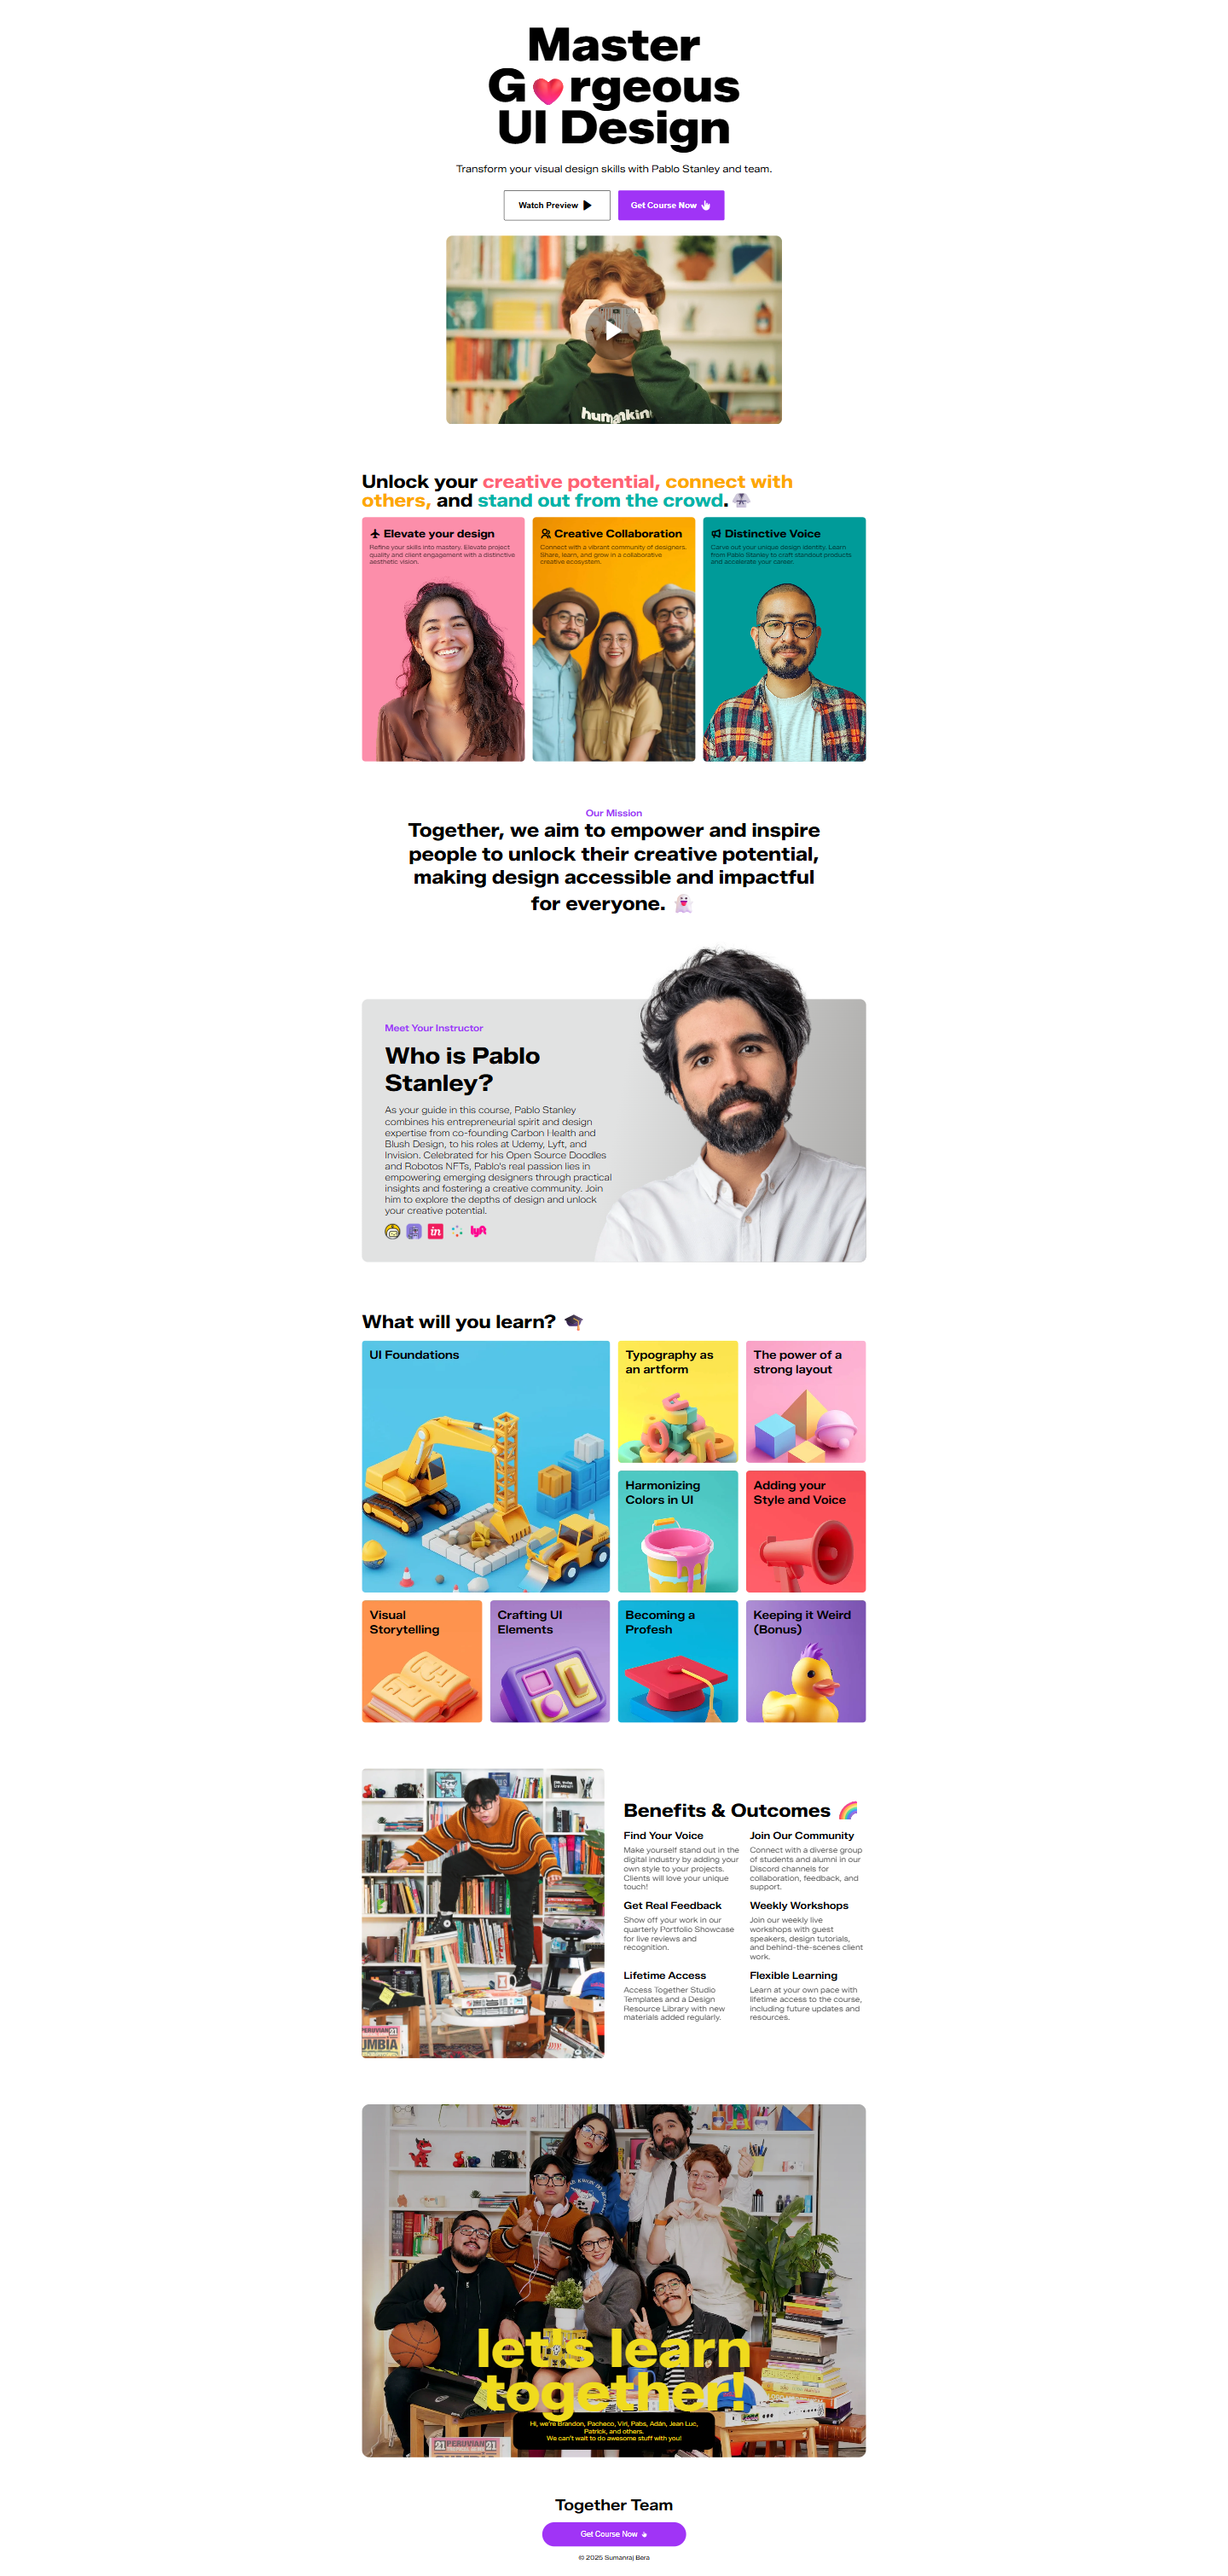 Master
G❤rgeous
UI Design
Transform your visual design skills with Pablo Stanley and team.
Watch Preview
Get Course Now
humankind
Unlock your creative potential, connect with
others, and stand out from the crowd.
Elevate your design
Refine your skills into mastery. Elevate project
quality and client engagement with a distinctive
aesthetic vision.
Creative Collaboration
Connect with a vibrant community of designers.
Share, learn, and grow in a collaborative
creative ecosystem.
Distinctive Voice
Carve out your unique design identity. Learn
from Pablo Stanley to craft standout products
and accelerate your career.
Our Mission
Together, we aim to empower and inspire
people to unlock their creative potential,
making design accessible and impactful
for everyone.
Meet Your Instructor
Who is Pablo
Stanley?
As your guide in this course, Pablo Stanley
combines his entrepreneurial spirit and design
expertise from co-founding Carbon Health and
Blush Design, to his roles at Udemy, Lyft, and
Invision. Celebrated for his Open Source Doodles
and Robotos NFTs, Pablo's real passion lies in
empowering emerging designers through practical
insights and fostering a creative community. Join
him to explore the depths of design and unlock
your creative potential.
in
lyft
What will you learn?
UI Foundations
Typography as
an artform
The power of a
strong layout
Harmonizing
Colors in UI
Adding your
Style and Voice
Visual
Storytelling
Crafting UI
Elements
Becoming a
Profesh
Keeping it Weird
(Bonus)
Benefits & Outcomes
Find Your Voice
Make yourself stand out in the
digital industry by adding your
own style to your projects.
Clients will love your unique
touch!
Join Our Community
Connect with a diverse group
of students and alumni in our
Discord channels for
collaboration, feedback, and
support.
Get Real Feedback
Show off your work in our
quarterly Portfolio Showcase
for live reviews and
recognition.
Weekly Workshops
Join our weekly live
workshops with guest
speakers, design tutorials,
and behind-the-scenes client
work.
Lifetime Access
Access Together Studio
Templates and a Design
Resource Library with new
materials added regularly.
Flexible Learning
Learn at your own pace with
lifetime access to the course,
including future updates and
resources.
let's learn
together!
Hi, we're Brandon, Pacheco, Viri, Pabs, Adán, Jean Luc,
Patrick, and others.
We can't wait to do awesome stuff with you!
21 PERUVIAN 21
Together Team
Get Course Now
© 2025 Sumanraj Bera